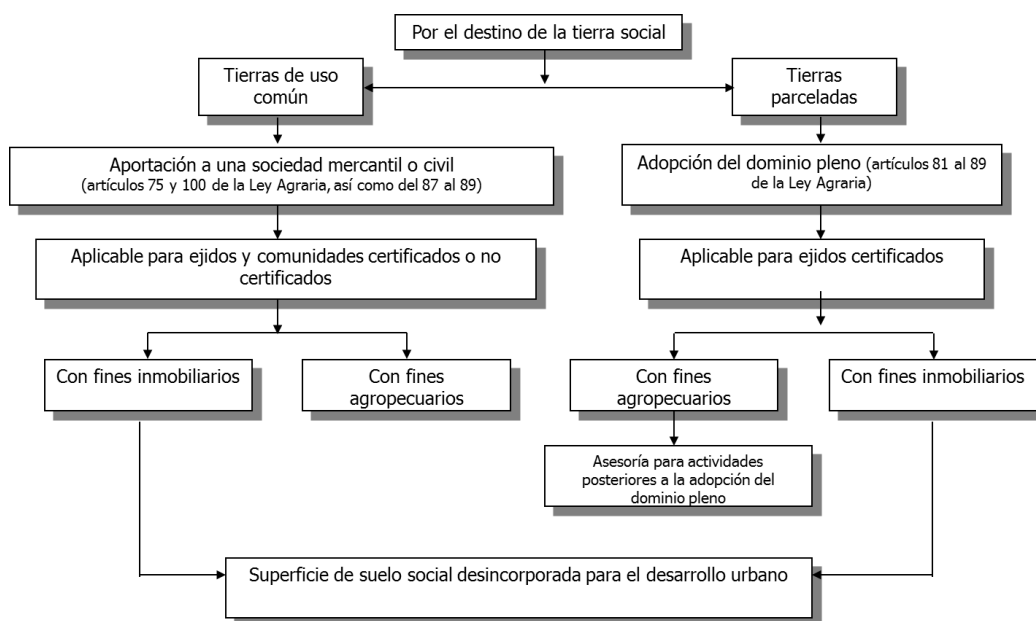 Por el destino de la tierra social
Tierras de uso
común
Tierras
parceladas
Aportación a una sociedad mercantil o civil
(artículos 75 y 100 de la Ley Agraria, así como del 87 al 89)
Adopción del dominio pleno (artículos 81 al 89
de la Ley Agraria)
Aplicable para ejidos y comunidades certificados o no
certificados
Aplicable para ejidos certificados
Con fines inmobiliarios
Con fines
agropecuarios
Con fines
agropecuarios
Con fines inmobiliarios
Asesoría para actividades
posteriores a la adopción del
dominio pleno
Superficie de suelo social desincorporada para el desarrollo urbano